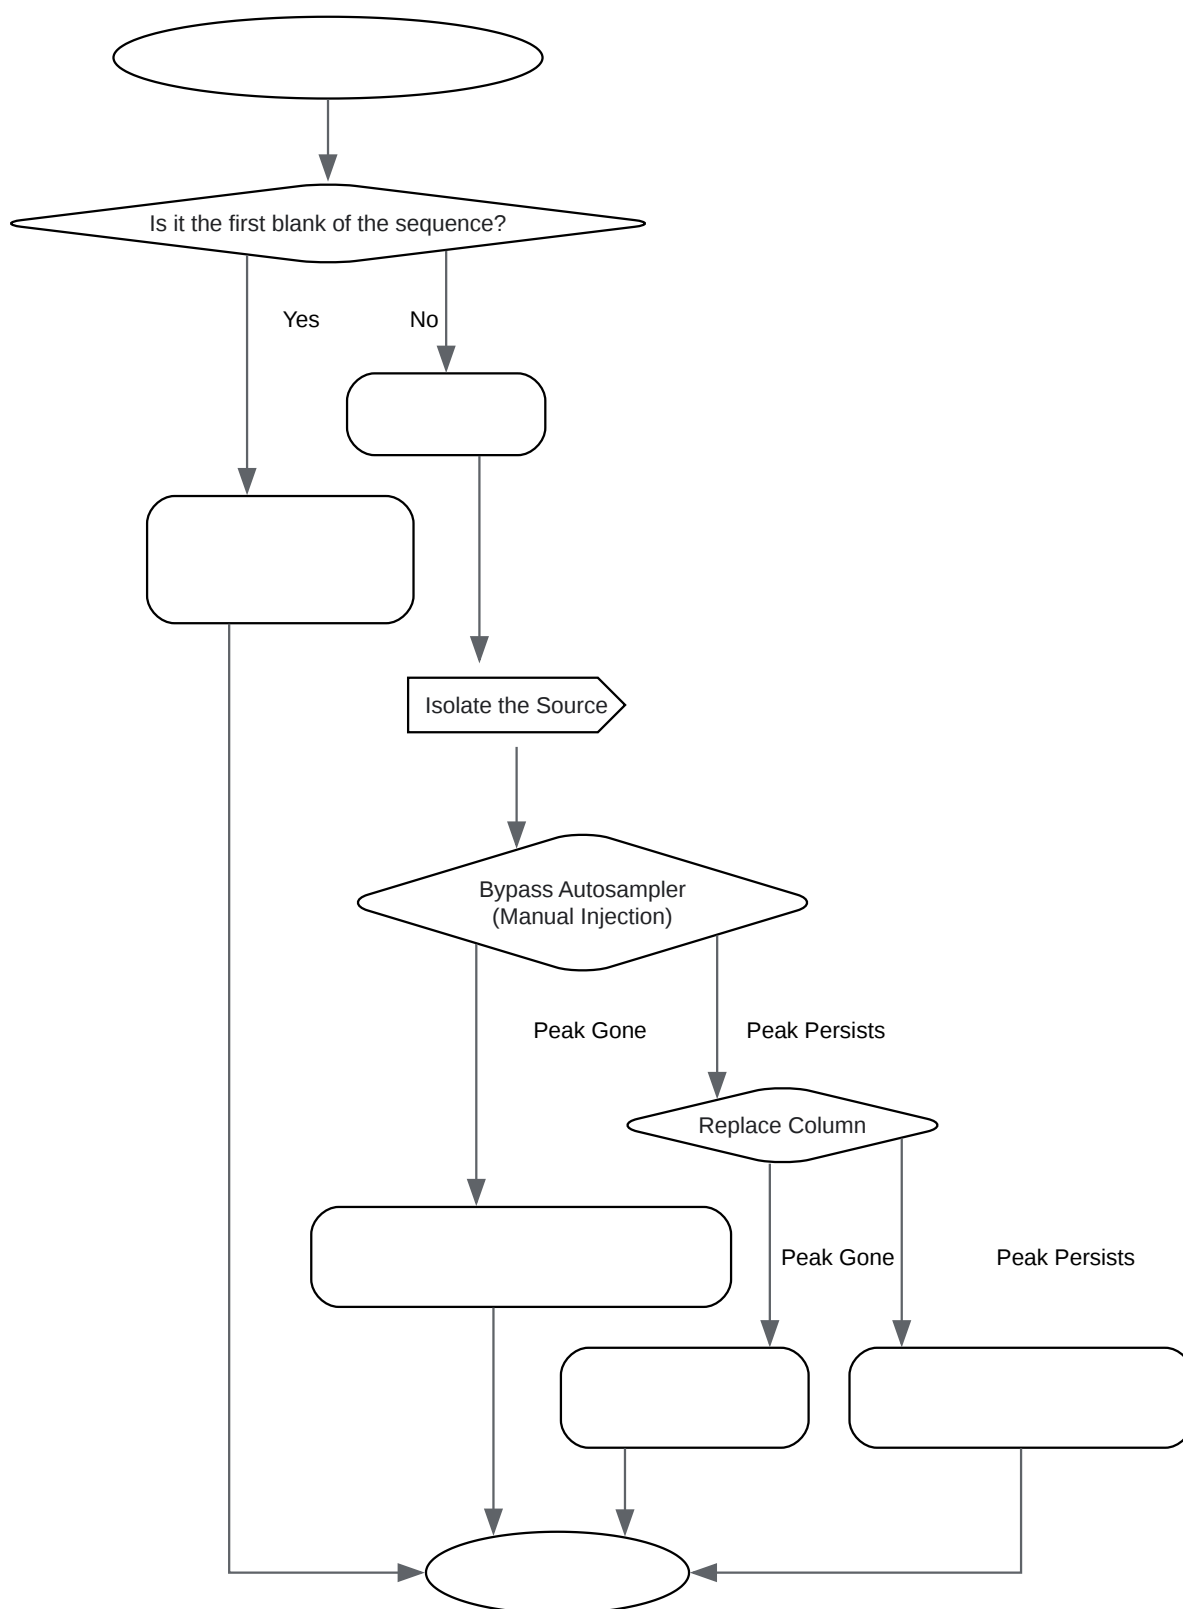 Is it the first blank of the sequence?
Yes
No
Isolate the Source
Bypass Autosampler
(Manual Injection)
Peak Gone
Peak Persists
Replace Column
Peak Gone
Peak Persists